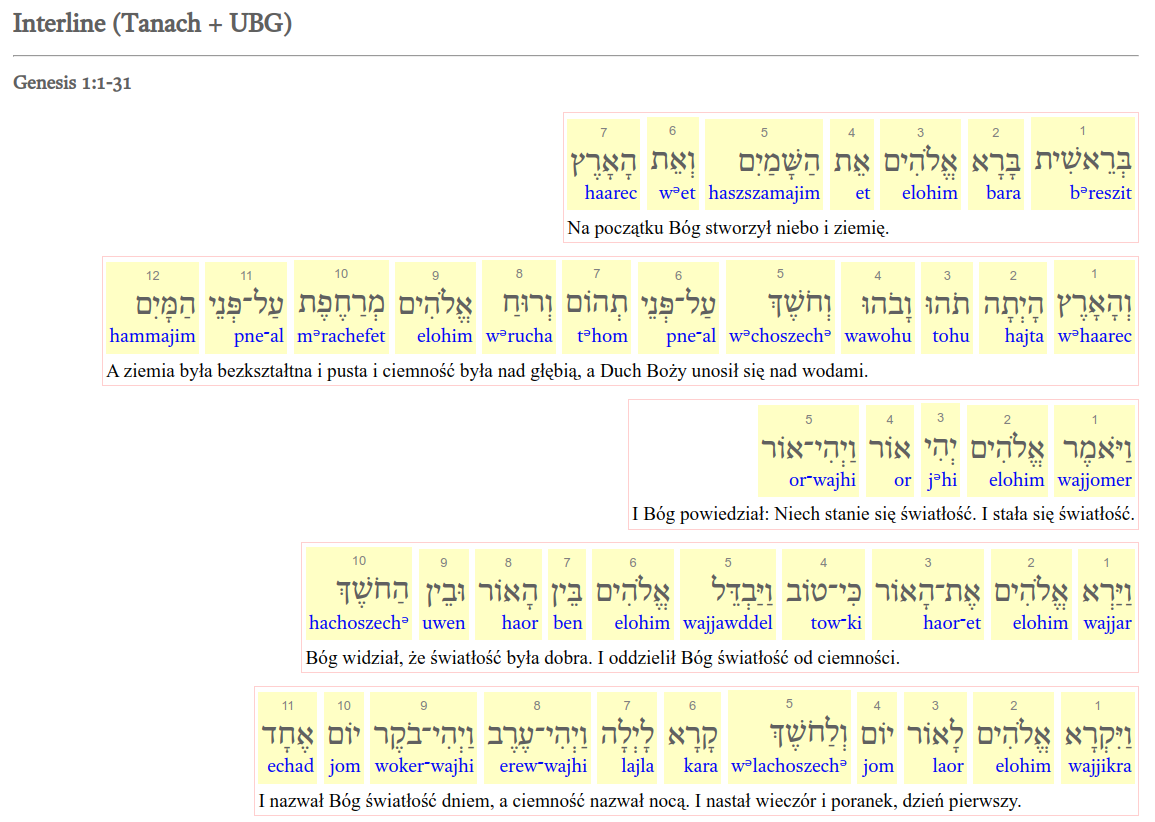 Interline (Tanach + UBG)
Genesis 1:1-31
1 2 3 4 5 6 7
בְּרֵאשִׁית בָּרָא אֱלֹהִים אֵת הַשָּׁמַיִם וְאֵת הָאָרֶץ
bᵊreszit bara elohim et haszszamajim wᵊet haarec
Na początku Bóg stworzył niebo i ziemię.
1 2 3 4 5 6 7 8 9 10 11 12
וְהָאָרֶץ הָיְתָה תֹהוּ וָבֹהוּ וְחֹשֶׁךְ עַל־פְּנֵי תְהוֹם וְרוּחַ אֱלֹהִים מְרַחֶפֶת עַל־פְּנֵי הַמָּיִם
wᵊhaarec hajta tohu wawohu wᵊchoszechᵊ pne־al tᵊhom wᵊrucha elohim mᵊrachefet pne־al hammajim
A ziemia była bezkształtna i pusta i ciemność była nad głębią, a Duch Boży unosił się nad wodami.
1 2 3 4 5
וַיֹּאמֶר אֱלֹהִים יְהִי אוֹר וַיְהִי־אוֹר
wajjomer elohim jᵊhi or or־wajhi
I Bóg powiedział: Niech stanie się światłość. I stała się światłość.
1 2 3 4 5 6 7 8 9 10
וַיַּרְא אֱלֹהִים אֶת־הָאוֹר כִּי־טוֹב וַיַּבְדֵּל אֱלֹהִים בֵּין הָאוֹר וּבֵין הַחֹשֶׁךְ
wajjar elohim haor־et tow־ki wajjawddel elohim ben haor uwen hachoszechᵊ
Bóg widział, że światłość była dobra. I oddzielił Bóg światłość od ciemności.
1 2 3 4 5 6 7 8 9 10 11
וַיִּקְרָא אֱלֹהִים לָאוֹר יוֹם וְלַחֹשֶׁךְ קָרָא לָיְלָה וַיְהִי־עֶרֶב וַיְהִי־בֹקֶר יוֹם אֶחָד
wajjikra elohim laor jom wᵊlachoszechᵊ kara lajla erew־wajhi woker־wajhi jom echad
I nazwał Bóg światłość dniem, a ciemność nazwał nocą. I nastał wieczór i poranek, dzień pierwszy.